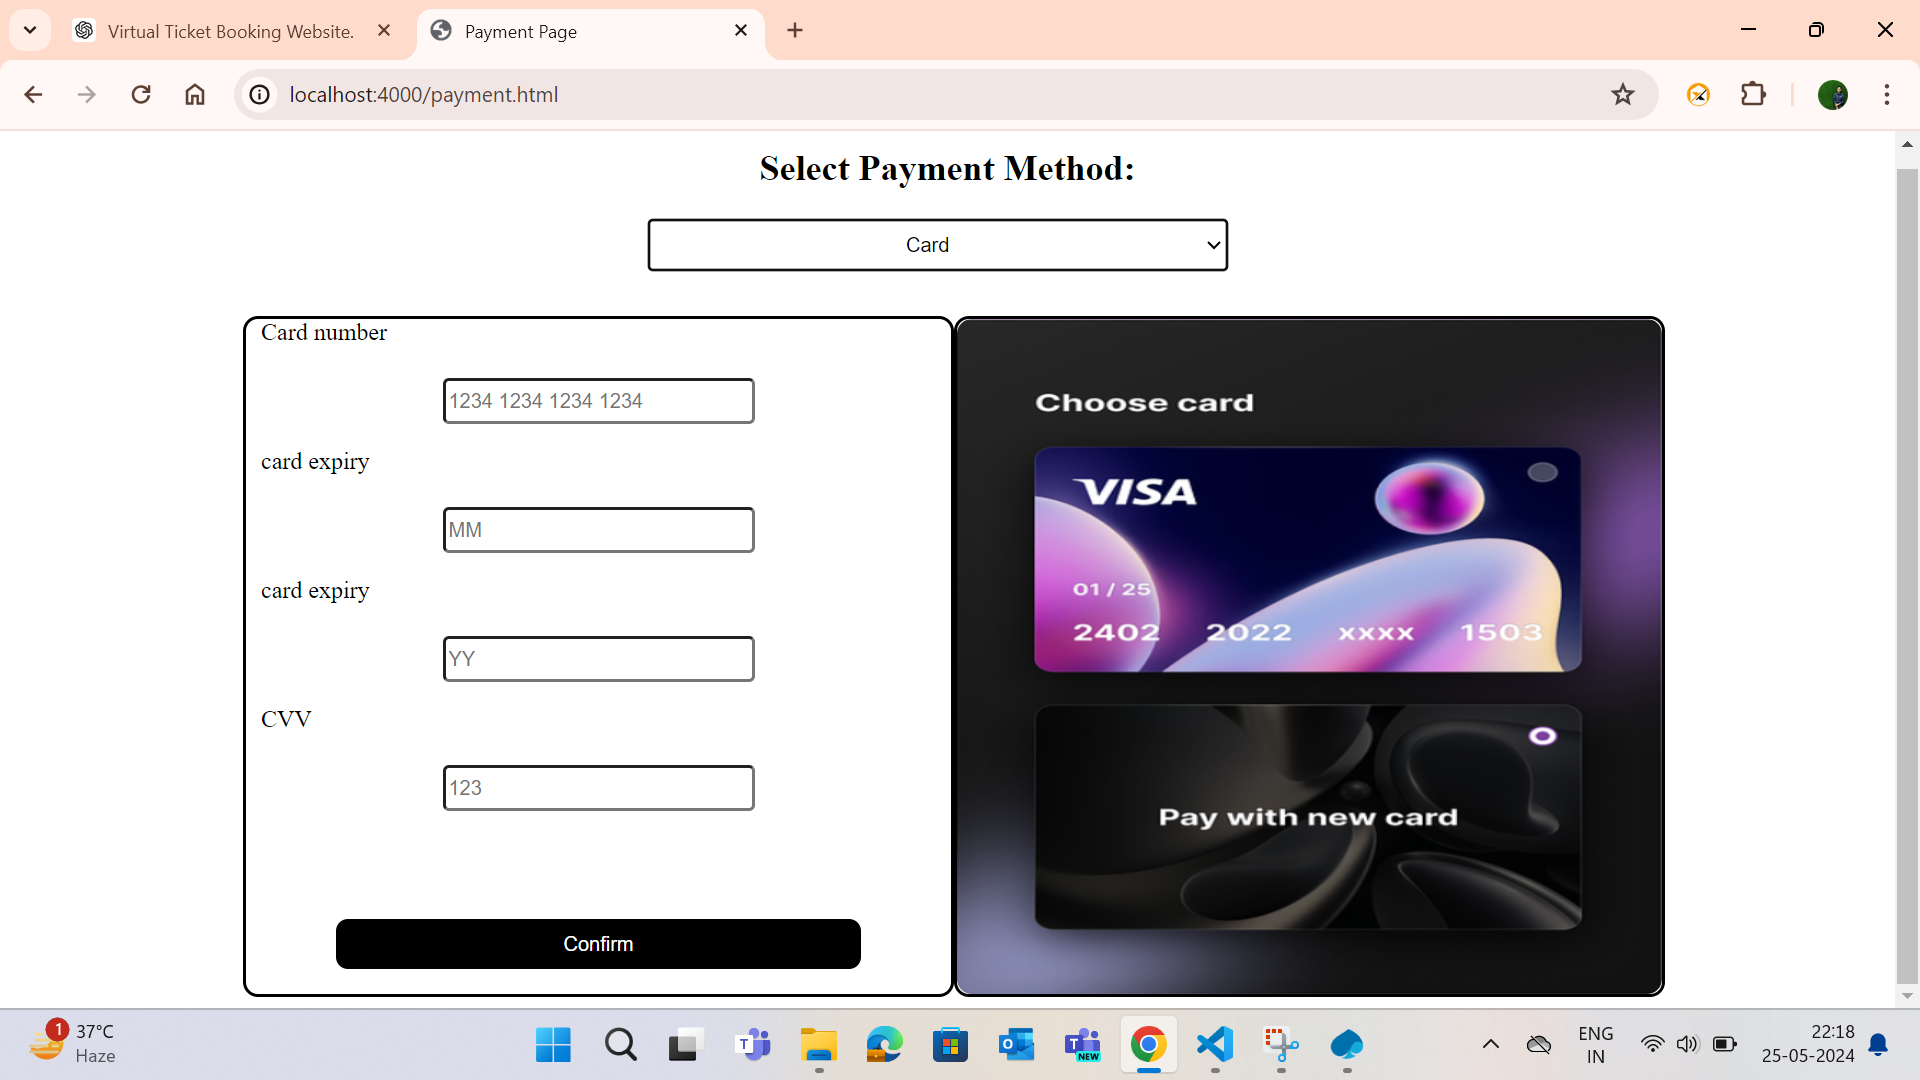 Virtual Ticket Booking Website.
Payment Page
localhost:4000/payment.html
Select Payment Method:
Card
Card number
1234 1234 1234 1234
card expiry
MM
card expiry
YY
CVV
123
Confirm
Choose card
VISA
01 / 25
2402 2022 xxxx 1503
Pay with new card
1
37°C
Haze
T
O
T
NEW
ENG
IN
22:18
25-05-2024